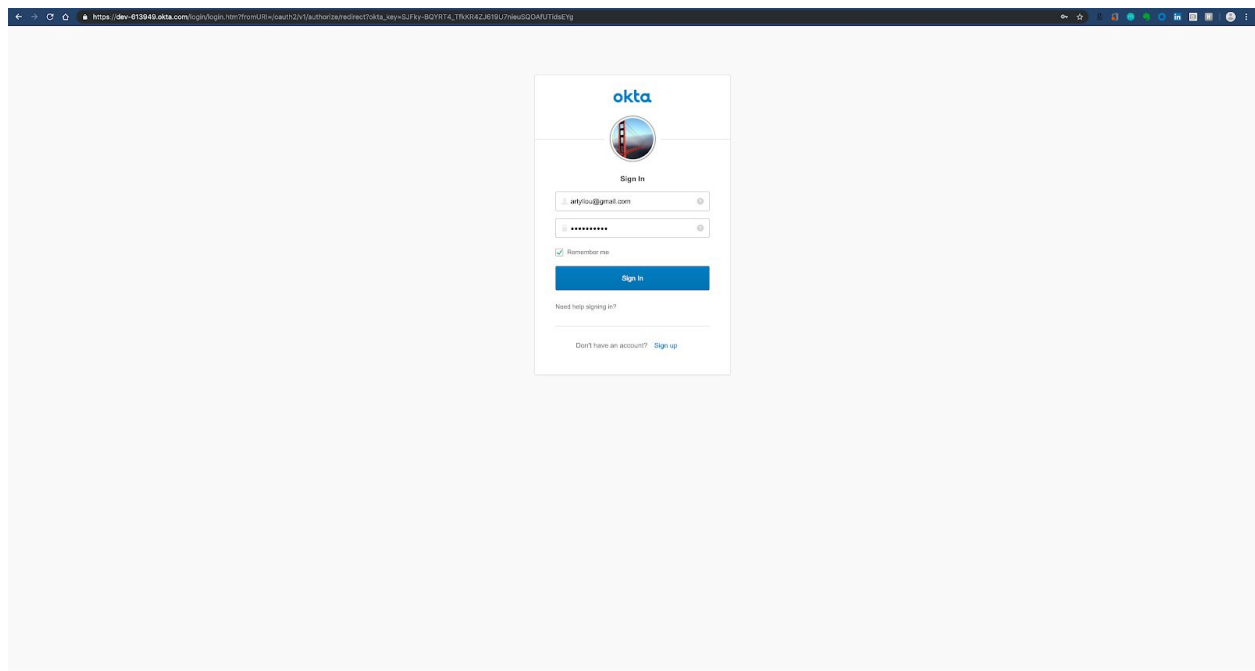 https://dev-613949.okta.com/login/login.htm?fromURI=/oauth2/v1/authorize/redirect?okta_key=SJFky-BQYRT4_TfkXR4ZJ619U7nieuSQOAfUTidsEYg
okta
Sign In
artyliou@gmail.com
••••••••••
Remember me
Sign In
Need help signing in?
Don't have an account? Sign up